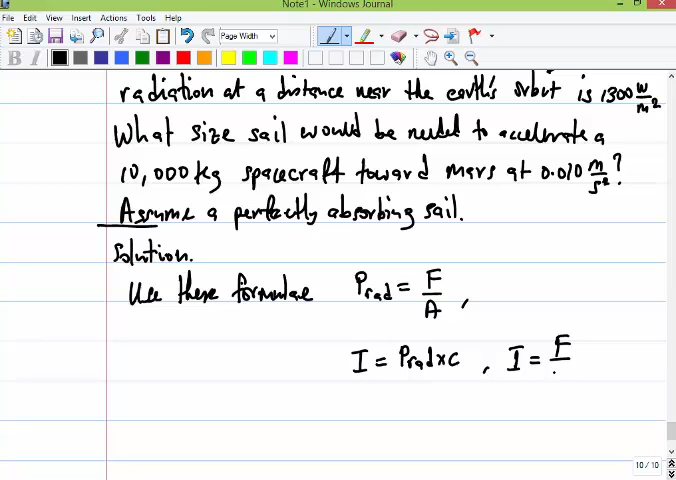 Note1 - Windows Journal
File Edit View Insert Actions Tools Help
Page Width
B I
radiation at a distance near the earth's orbit is 1300 W/m²
What size sail would be needed to accelerate a
10,000 kg spacecraft toward mars at 0.010 m/s²?
Assume a perfectly absorbing sail.
Solution.
Use these formulae P_rad = F/A ,
I = P_rad × c , I = F/
10 / 10